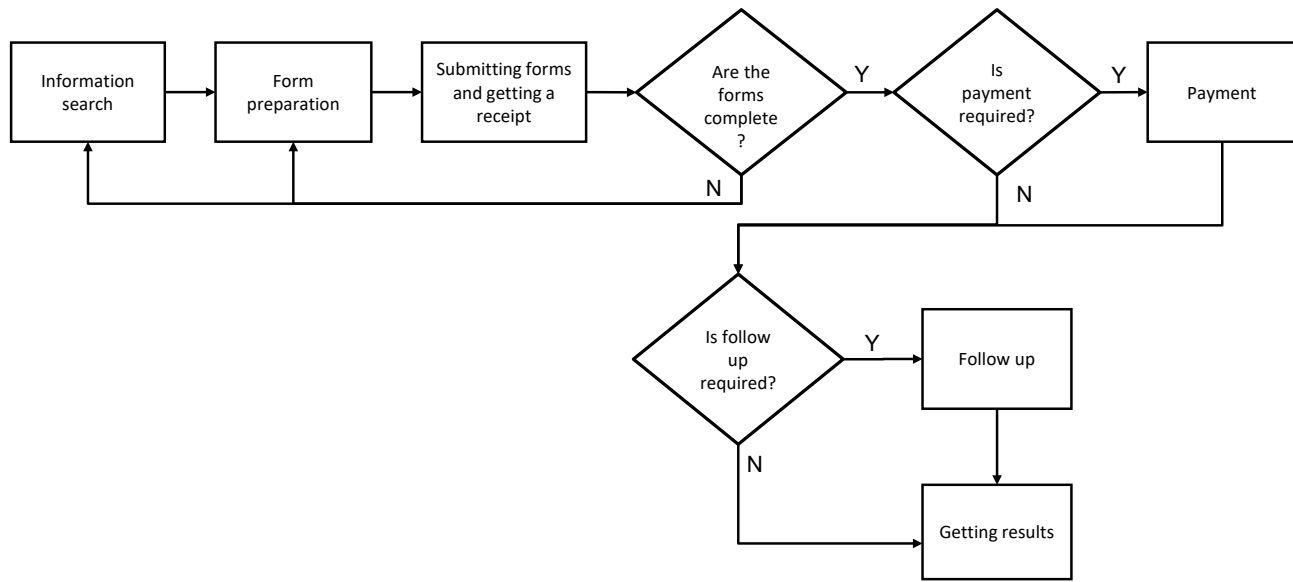 Information
search
Form
preparation
Submitting forms
and getting a
receipt
Are the
forms
complete
?
Y
Is
payment
required?
Y
Payment
N
N
Is follow
up
required?
Y
Follow up
N
Getting results